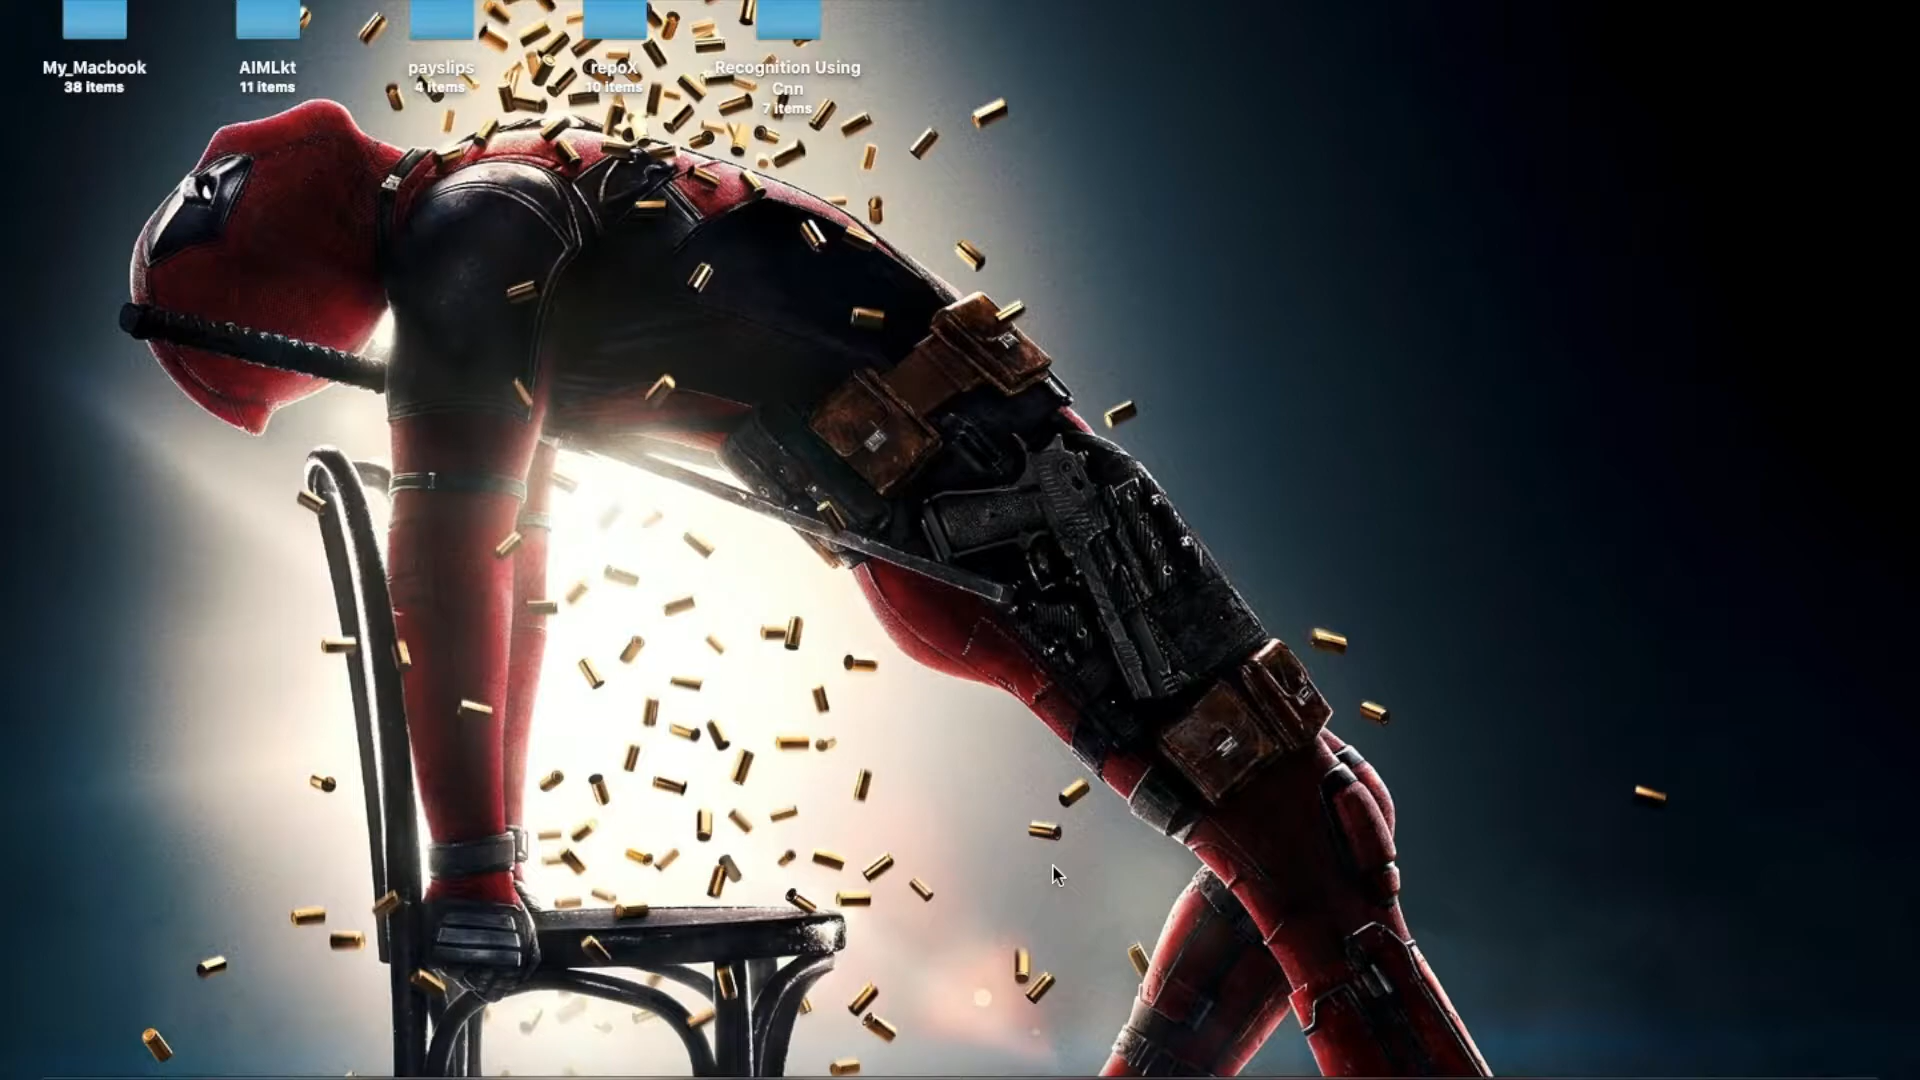 My_Macbook
38 items
AIMLkt
11 items
payslips
4 items
repoX
10 items
Recognition Using
Cnn
7 items